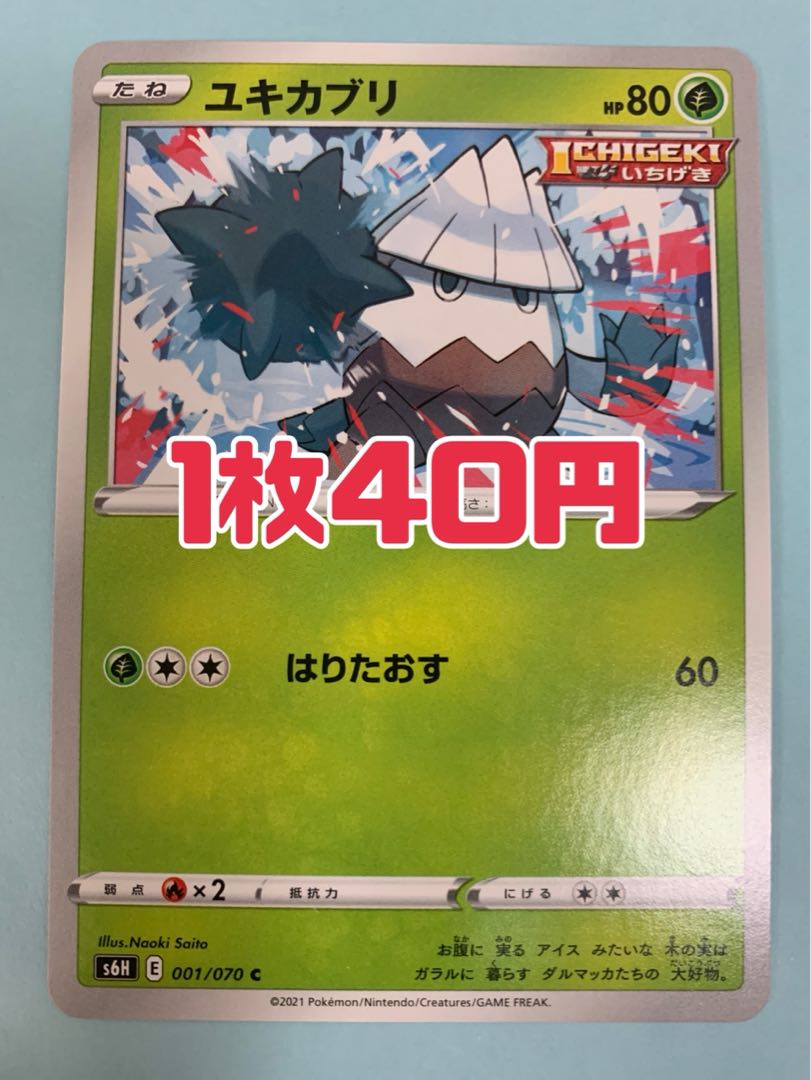 たね ユキカブリ HP 80
ICHIGEKI
いちげき
1枚40円
はりたおす 60
弱点 ×2 抵抗力 にげる
Illus.Naoki Saito
お腹に 実る アイス みたいな 木の実は
ガラルに 暮らす ダルマッカたちの 大好物。
s6H E 001/070 C
©2021 Pokémon/Nintendo/Creatures/GAME FREAK.